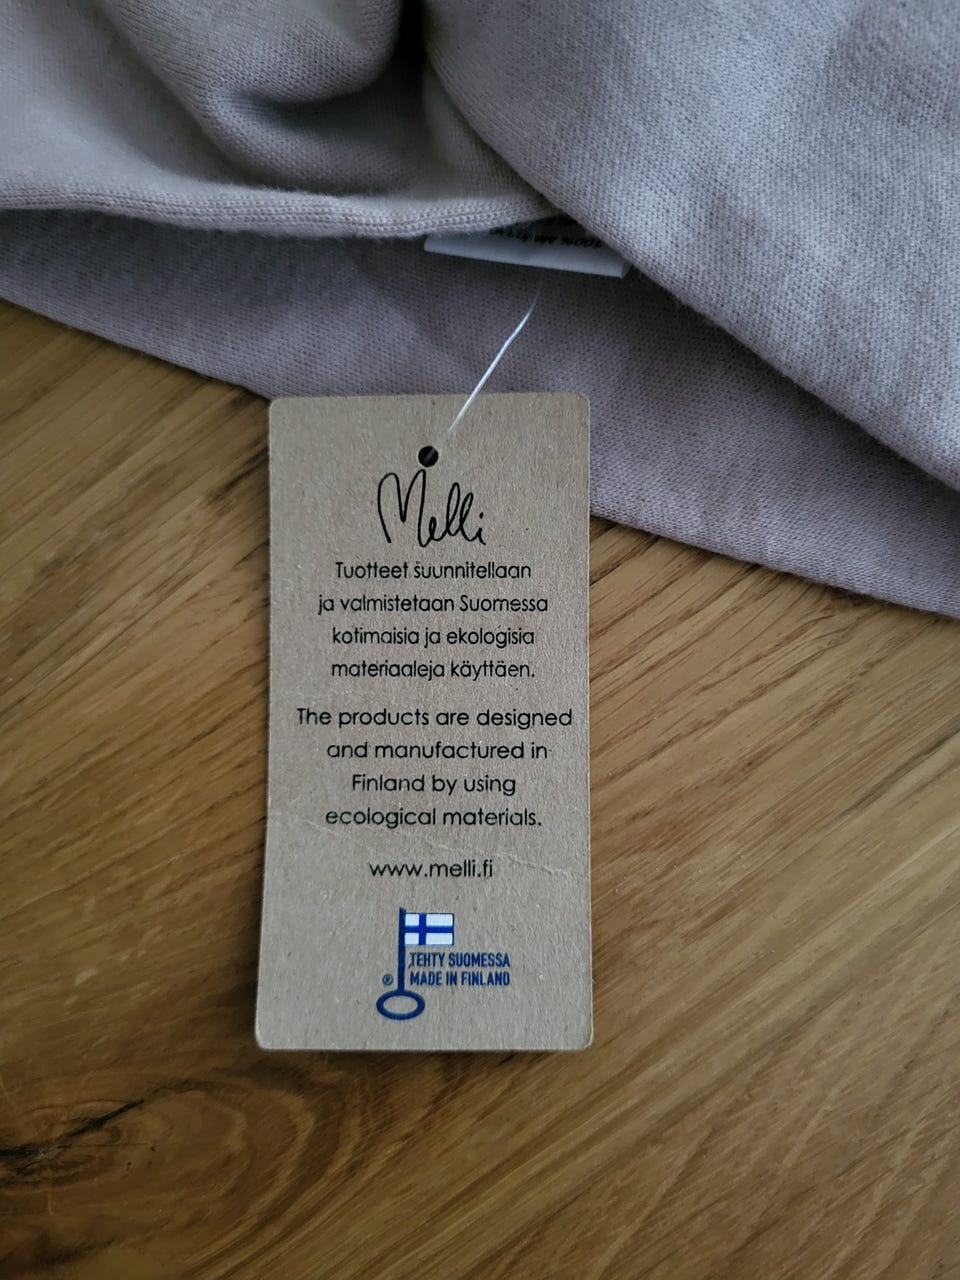 100%
Melli
Tuotteet suunnitellaan
ja valmistetaan Suomessa
kotimaisia ja ekologisia
materiaaleja käyttäen.
The products are designed
and manufactured in
Finland by using
ecological materials.
www.melli.fi
TEHTY SUOMESSA
® MADE IN FINLAND